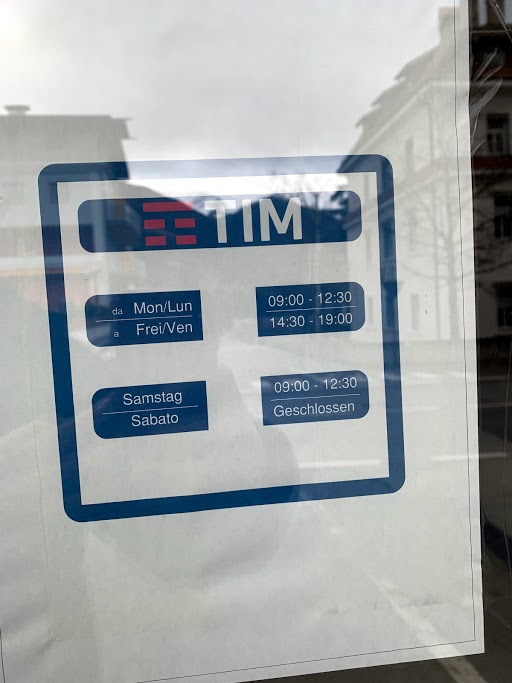 TIM
da Mon/Lun
a Frei/Ven
09:00 - 12:30
14:30 - 19:00
Samstag
Sabato
09:00 - 12:30
Geschlossen